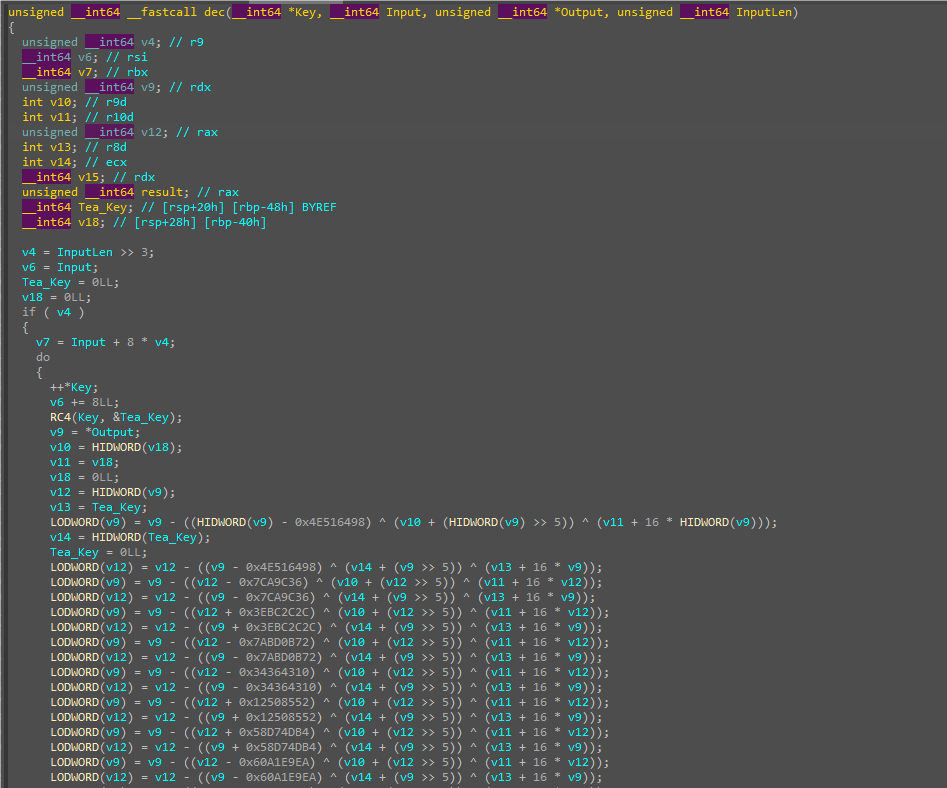 unsigned __int64 __fastcall dec(__int64 *Key, __int64 Input, unsigned __int64 *Output, unsigned __int64 InputLen)
{
unsigned __int64 v4; // r9
__int64 v6; // rsi
__int64 v7; // rbx
unsigned __int64 v9; // rdx
int v10; // r9d
int v11; // r10d
unsigned __int64 v12; // rax
int v13; // r8d
int v14; // ecx
__int64 v15; // rdx
unsigned __int64 result; // rax
__int64 Tea_Key; // [rsp+20h] [rbp-48h] BYREF
__int64 v18; // [rsp+28h] [rbp-40h]
v4 = InputLen >> 3;
v6 = Input;
Tea_Key = 0LL;
v18 = 0LL;
if ( v4 )
{
v7 = Input + 8 * v4;
do
{
++*Key;
v6 += 8LL;
RC4(Key, &Tea_Key);
v9 = *Output;
v10 = HIDWORD(v18);
v11 = v18;
v18 = 0LL;
v12 = HIDWORD(v9);
v13 = Tea_Key;
LODWORD(v9) = v9 - ((HIDWORD(v9) - 0x4E516498) ^ (v10 + (HIDWORD(v9) >> 5)) ^ (v11 + 16 * HIDWORD(v9)));
v14 = HIDWORD(Tea_Key);
Tea_Key = 0LL;
LODWORD(v12) = v12 - ((v9 - 0x4E516498) ^ (v14 + (v9 >> 5)) ^ (v13 + 16 * v9));
LODWORD(v9) = v9 - ((v12 - 0x7CA9C36) ^ (v10 + (v12 >> 5)) ^ (v11 + 16 * v12));
LODWORD(v12) = v12 - ((v9 - 0x7CA9C36) ^ (v14 + (v9 >> 5)) ^ (v13 + 16 * v9));
LODWORD(v9) = v9 - ((v12 + 0x3EBC2C2C) ^ (v10 + (v12 >> 5)) ^ (v11 + 16 * v12));
LODWORD(v12) = v12 - ((v9 + 0x3EBC2C2C) ^ (v14 + (v9 >> 5)) ^ (v13 + 16 * v9));
LODWORD(v9) = v9 - ((v12 - 0x7ABD0B72) ^ (v10 + (v12 >> 5)) ^ (v11 + 16 * v12));
LODWORD(v12) = v12 - ((v9 - 0x7ABD0B72) ^ (v14 + (v9 >> 5)) ^ (v13 + 16 * v9));
LODWORD(v9) = v9 - ((v12 - 0x34364310) ^ (v10 + (v12 >> 5)) ^ (v11 + 16 * v12));
LODWORD(v12) = v12 - ((v9 - 0x34364310) ^ (v14 + (v9 >> 5)) ^ (v13 + 16 * v9));
LODWORD(v9) = v9 - ((v12 + 0x12508552) ^ (v10 + (v12 >> 5)) ^ (v11 + 16 * v12));
LODWORD(v12) = v12 - ((v9 + 0x12508552) ^ (v14 + (v9 >> 5)) ^ (v13 + 16 * v9));
LODWORD(v9) = v9 - ((v12 + 0x58D74DB4) ^ (v10 + (v12 >> 5)) ^ (v11 + 16 * v12));
LODWORD(v12) = v12 - ((v9 + 0x58D74DB4) ^ (v14 + (v9 >> 5)) ^ (v13 + 16 * v9));
LODWORD(v9) = v9 - ((v12 - 0x60A1E9EA) ^ (v10 + (v12 >> 5)) ^ (v11 + 16 * v12));
LODWORD(v12) = v12 - ((v9 - 0x60A1E9EA) ^ (v14 + (v9 >> 5)) ^ (v13 + 16 * v9));